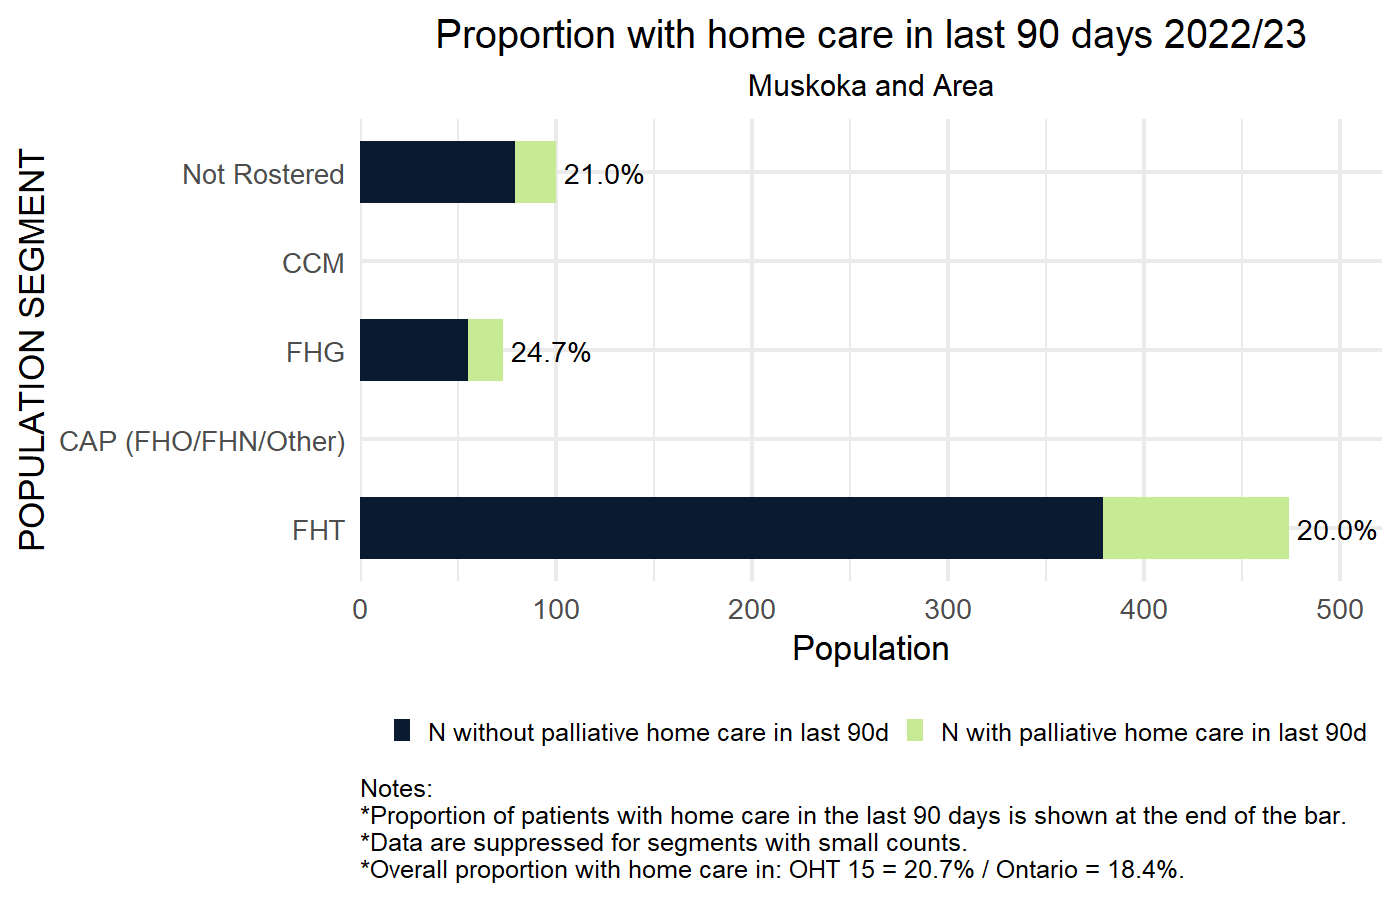 Proportion with home care in last 90 days 2022/23
Muskoka and Area
POPULATION SEGMENT
Not Rostered
21.0%
CCM
FHG
24.7%
CAP (FHO/FHN/Other)
FHT
20.0%
0 100 200 300 400 500
Population
N without palliative home care in last 90d N with palliative home care in last 90d
Notes:
*Proportion of patients with home care in the last 90 days is shown at the end of the bar.
*Data are suppressed for segments with small counts.
*Overall proportion with home care in: OHT 15 = 20.7% / Ontario = 18.4%.